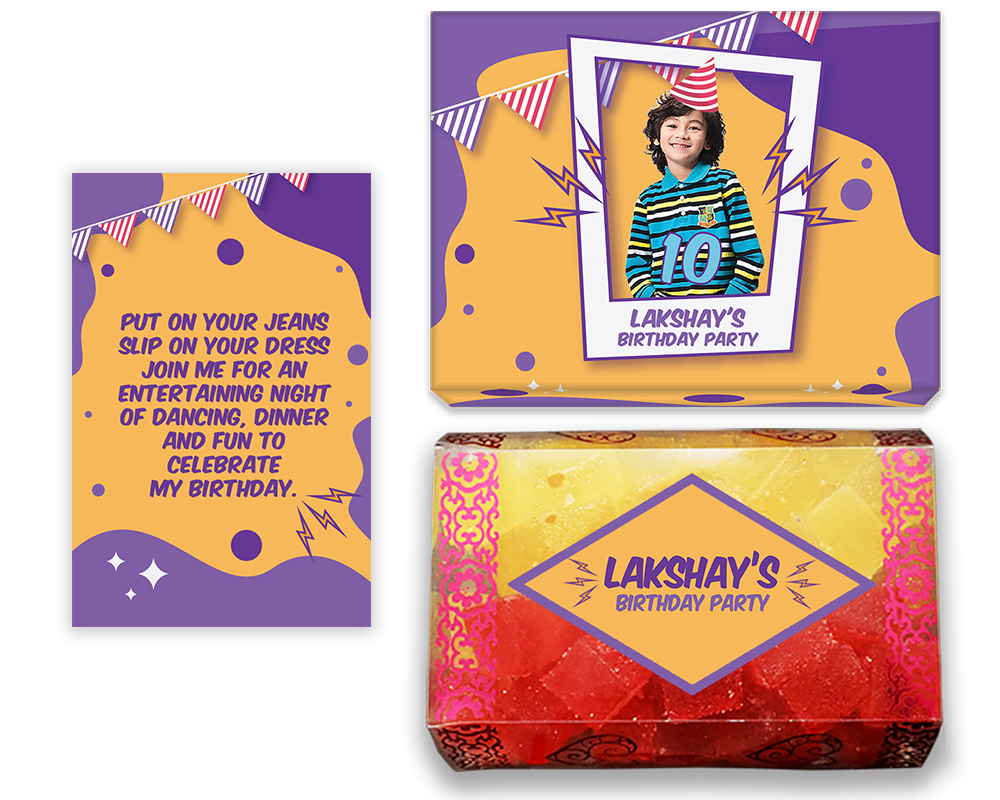 PUT ON YOUR JEANS
SLIP ON YOUR DRESS
JOIN ME FOR AN
ENTERTAINING NIGHT
OF DANCING, DINNER
AND FUN TO
CELEBRATE
MY BIRTHDAY.
10
LAKSHAY'S
BIRTHDAY PARTY
LAKSHAY'S
BIRTHDAY PARTY